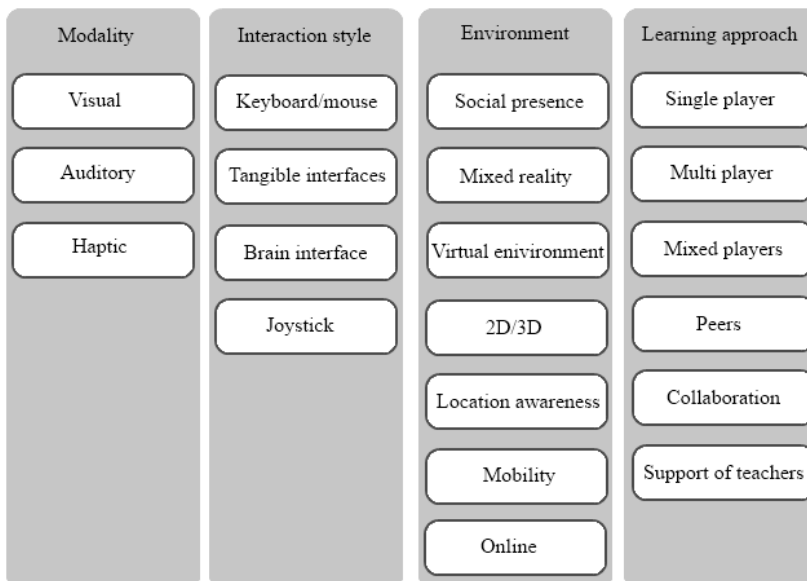 Modality
Visual
Auditory
Haptic
Interaction style
Keyboard/mouse
Tangible interfaces
Brain interface
Joystick
Environment
Social presence
Mixed reality
Virtual enivironment
2D/3D
Location awareness
Mobility
Online
Learning approach
Single player
Multi player
Mixed players
Peers
Collaboration
Support of teachers